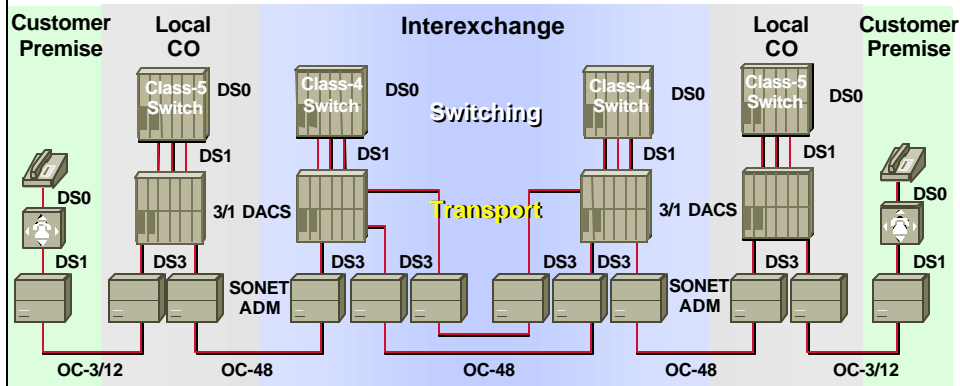 Customer
Premise
Local
CO
Interexchange
Local
CO
Customer
Premise
Class-5
Switch
DS0
Class-4
Switch
DS0
Switching
Class-4
Switch
DS0
Class-5
Switch
DS0
DS1
DS1
DS1
DS1
DS0
3/1 DACS
Transport
3/1 DACS
DS0
DS1
DS3
SONET
ADM
DS3
DS3
DS3
DS3
SONET
ADM
DS3
DS1
OC-3/12
OC-48
OC-48
OC-48
OC-3/12